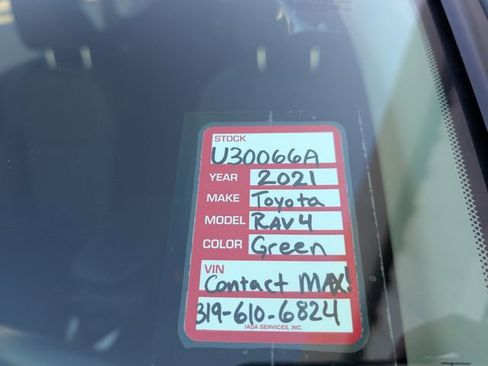 STOCK
U30066A
YEAR 2021
MAKE Toyota
MODEL RAV4
COLOR Green
VIN
Contact MAX!
319-610-6824
IADA SERVICES, INC.